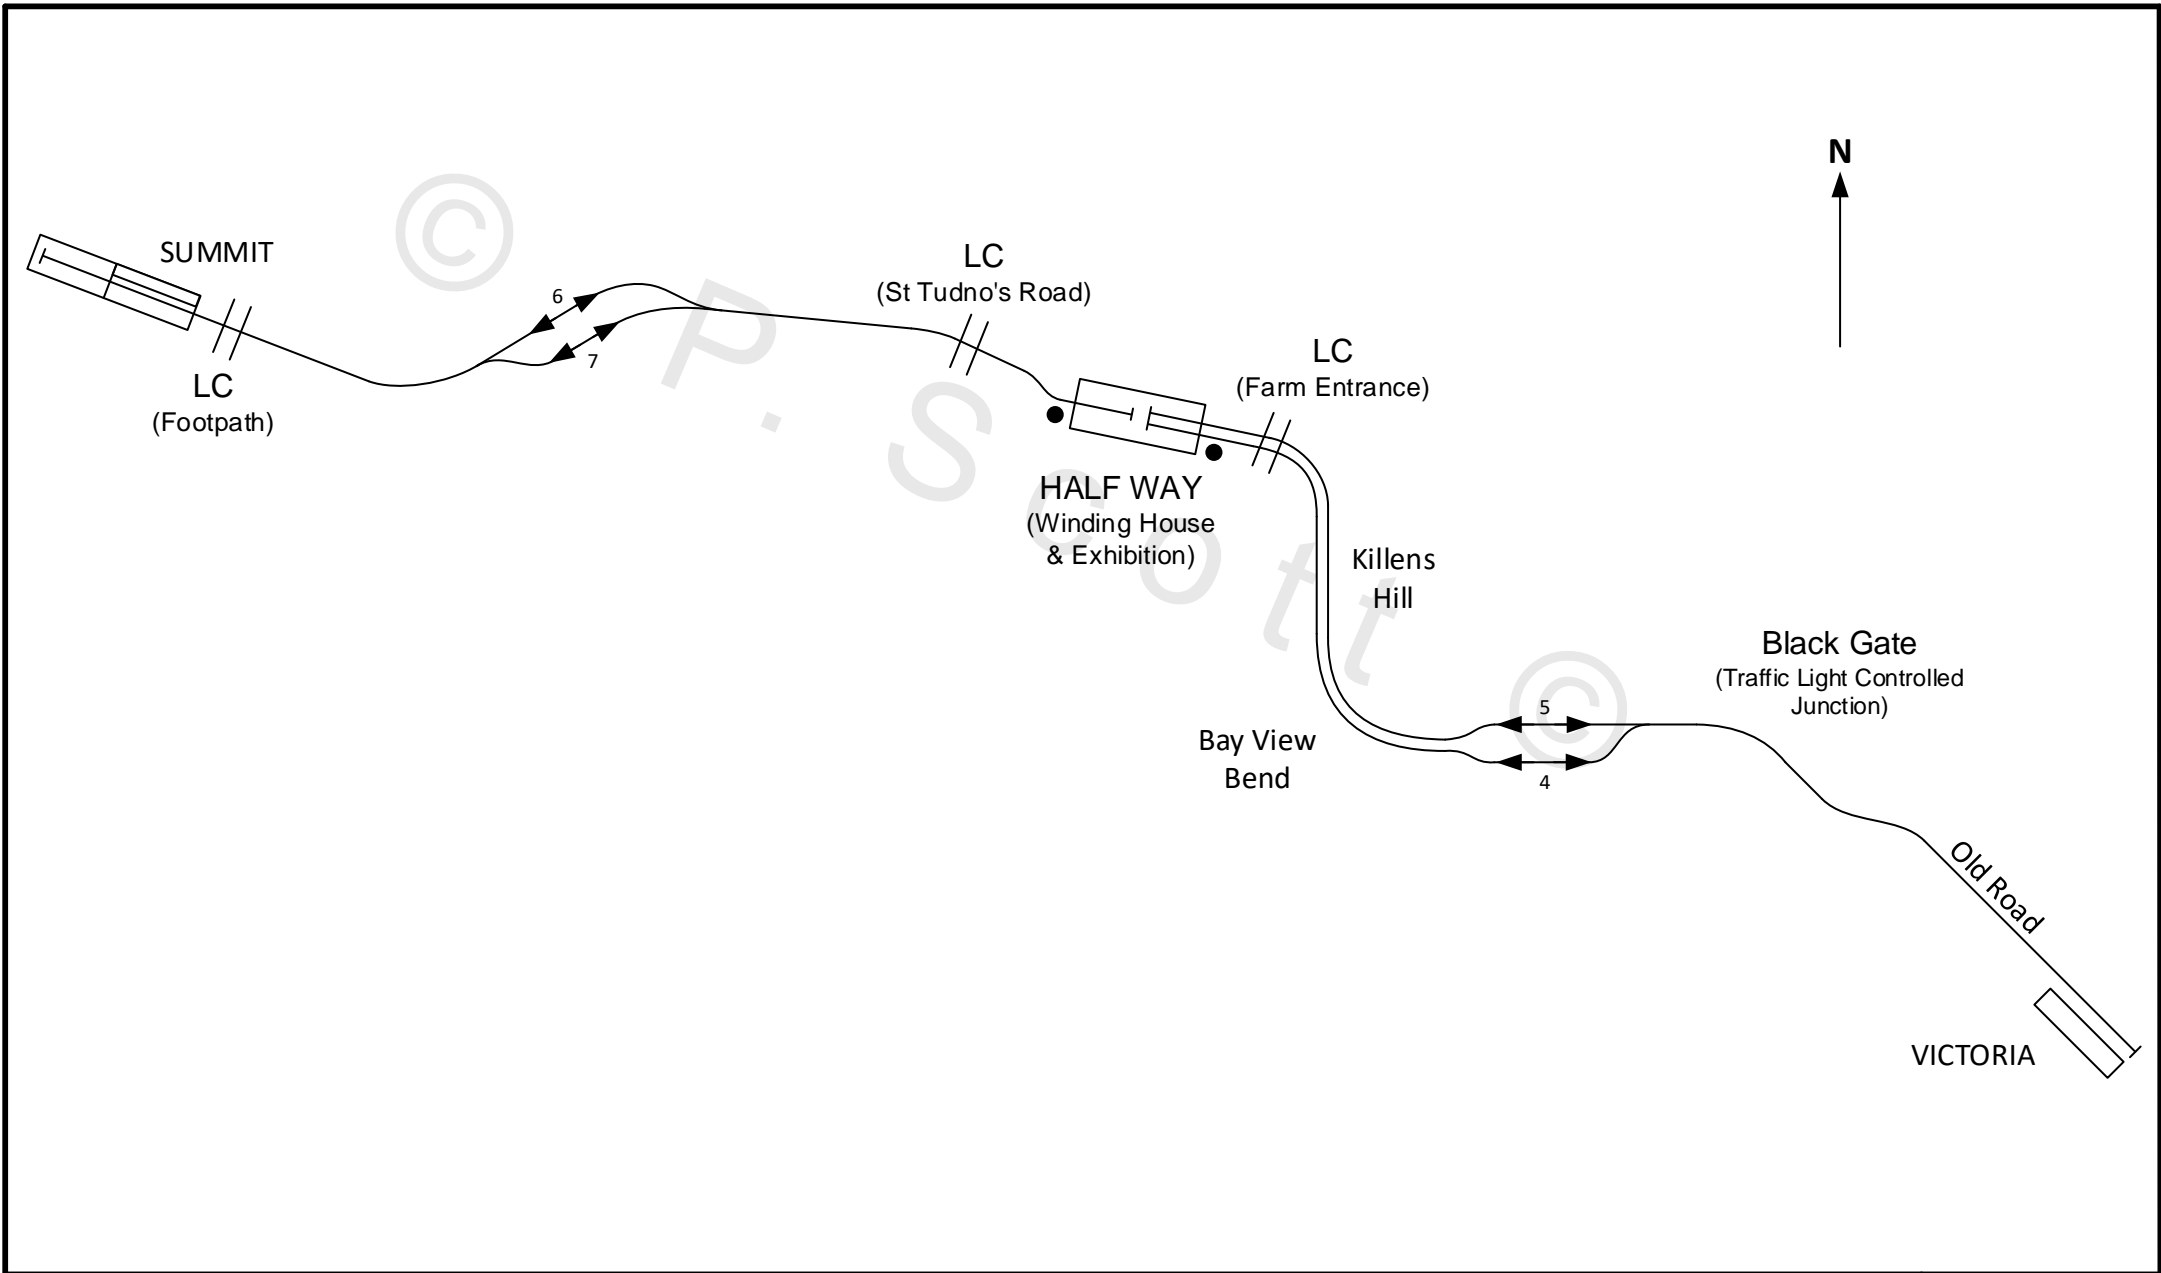 N
SUMMIT
LC
(Footpath)
6
7
LC
(St Tudno's Road)
LC
(Farm Entrance)
HALF WAY
(Winding House
& Exhibition)
Killens
Hill
Bay View
Bend
5
4
Black Gate
(Traffic Light Controlled
Junction)
Old Road
VICTORIA
© P. Scott ©